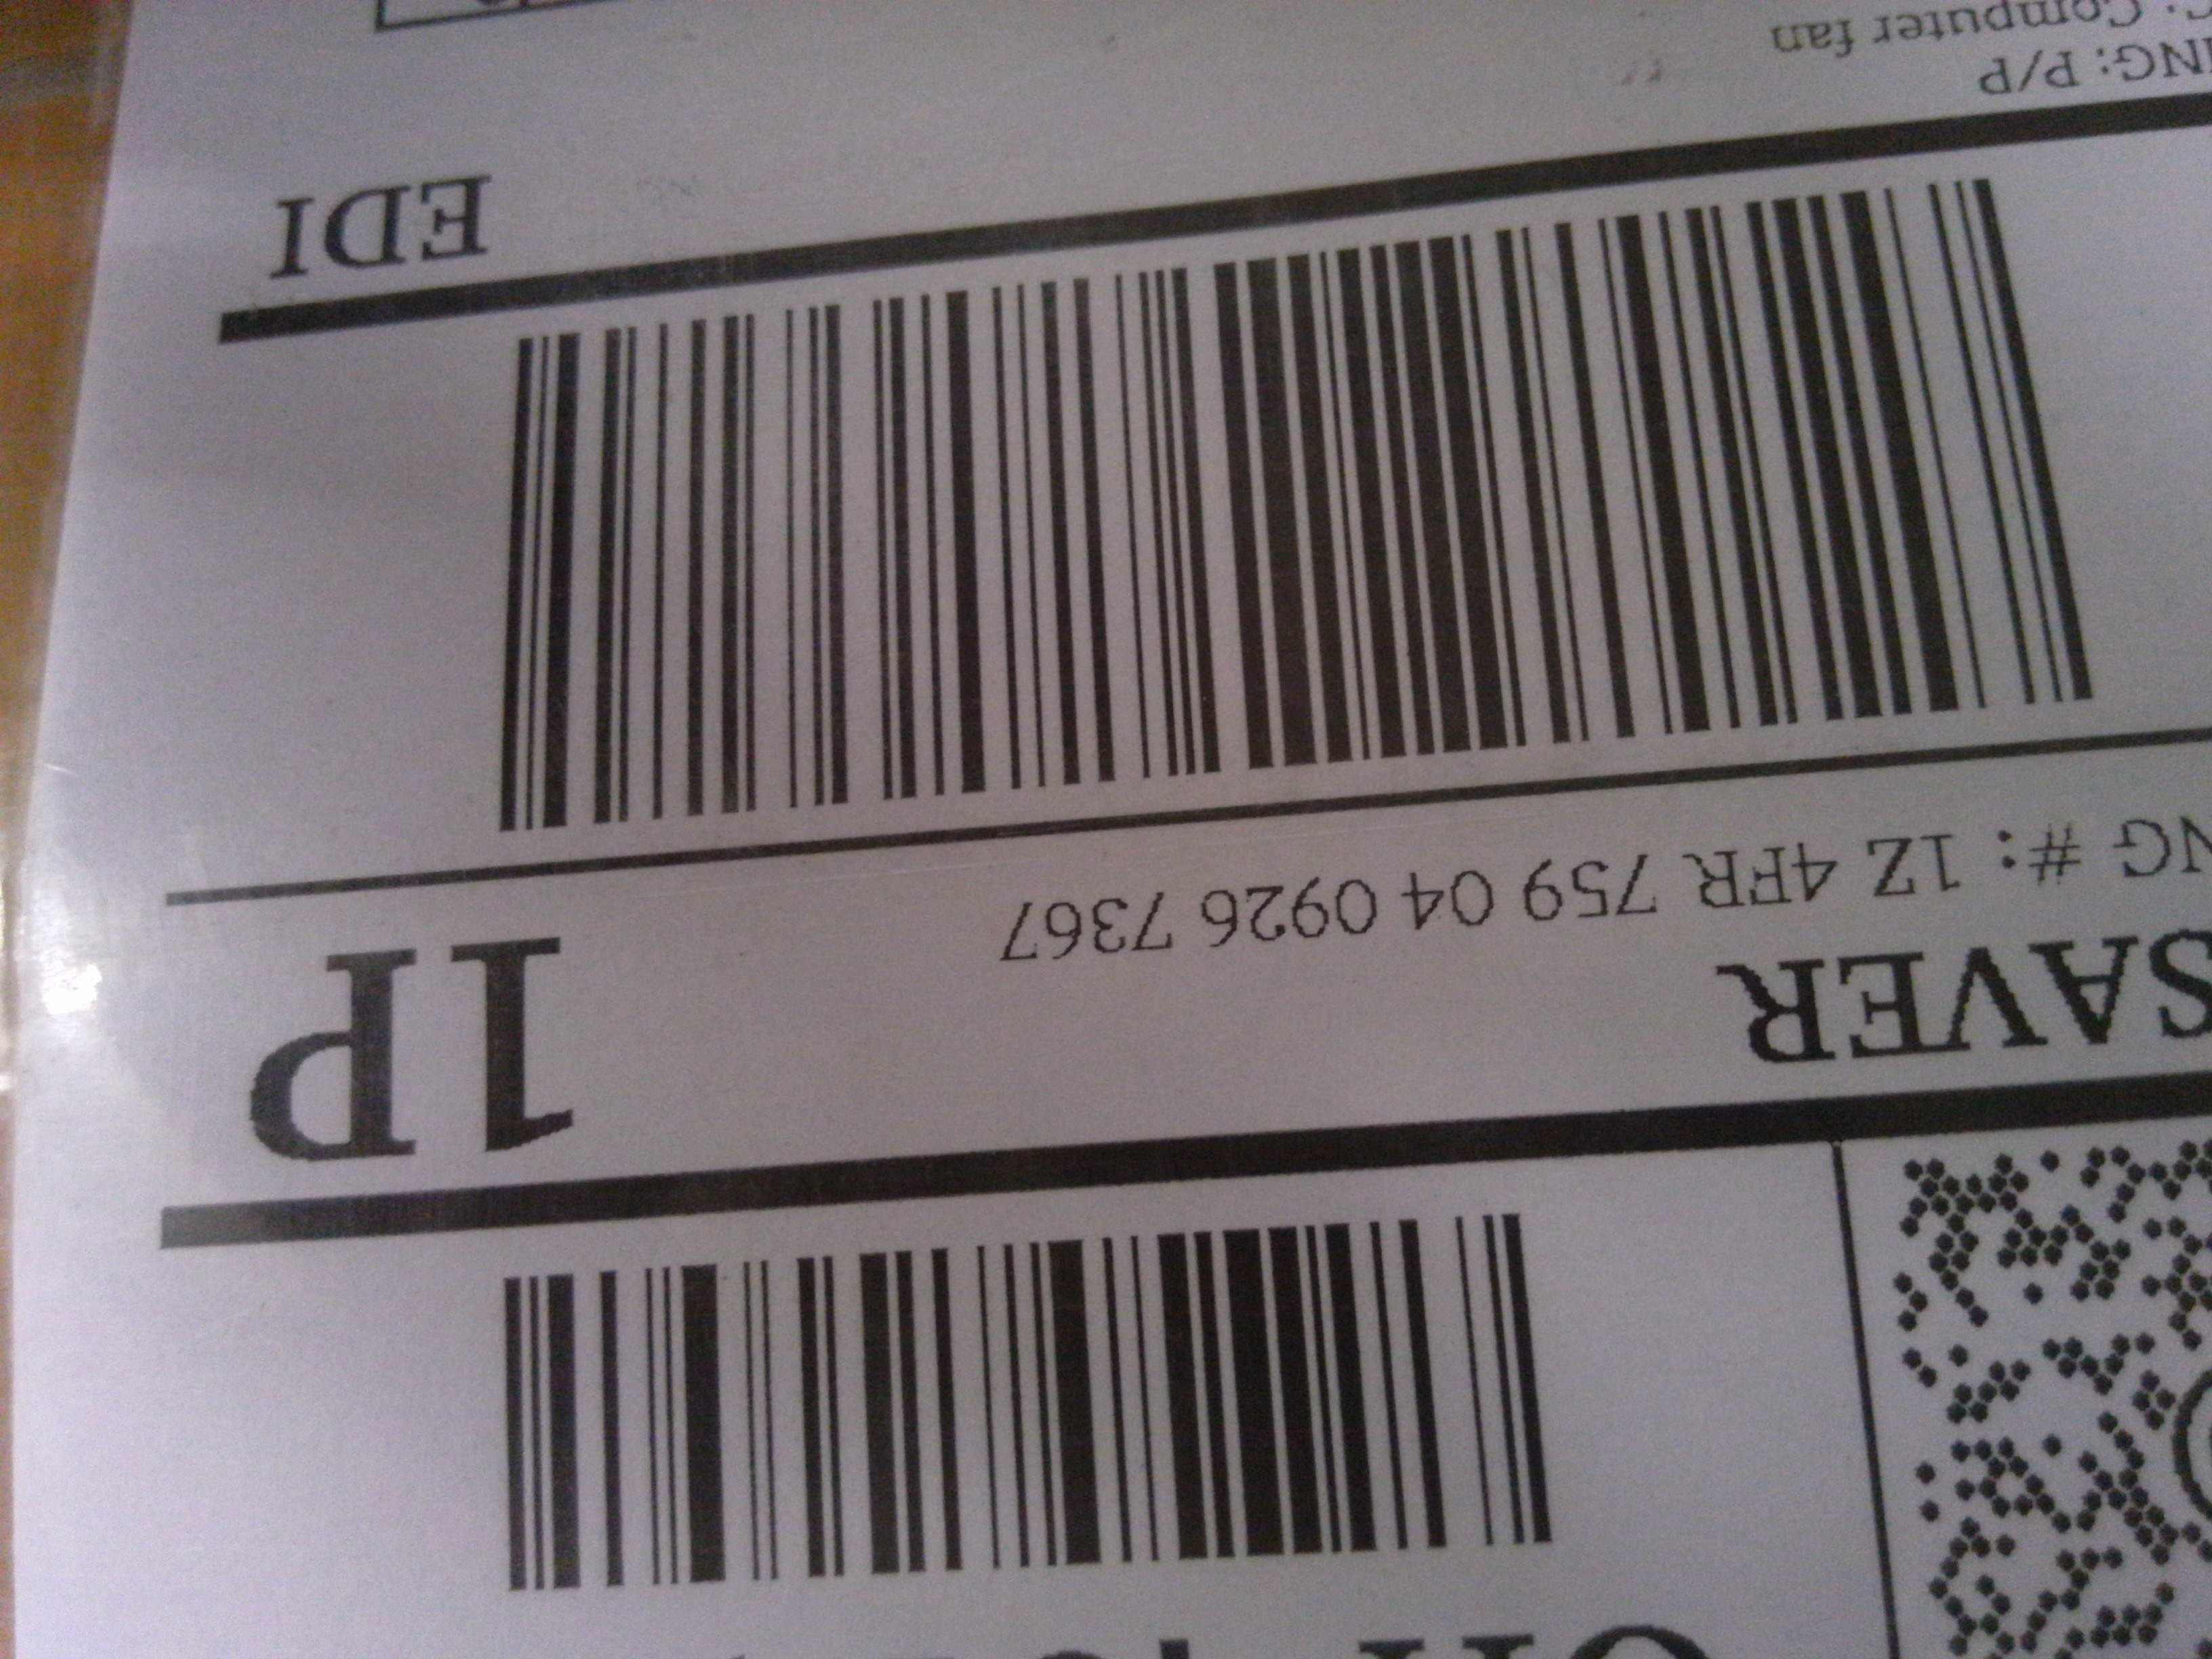 SAVER 1P
NG #: 1Z 4FR 759 04 0926 7367
ING: P/P
: Computer fan
EDI